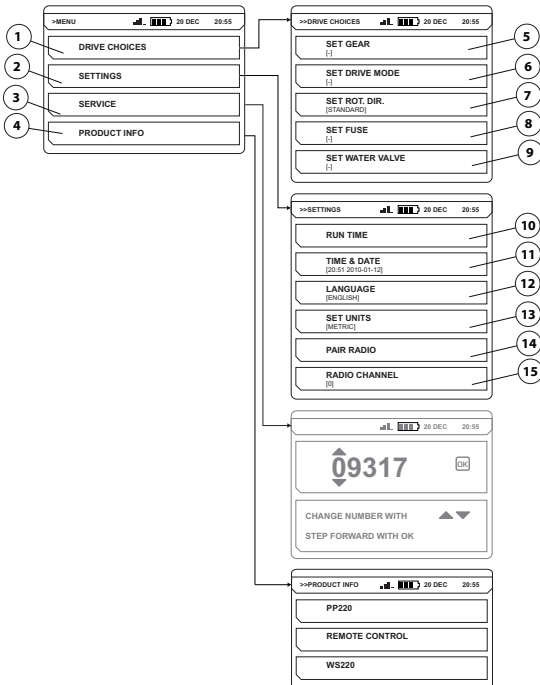 >MENU 20 DEC 20:55
DRIVE CHOICES
SETTINGS
SERVICE
PRODUCT INFO
1
2
3
4
>>DRIVE CHOICES 20 DEC 20:55
SET GEAR
[-]
SET DRIVE MODE
[-]
SET ROT. DIR.
[STANDARD]
SET FUSE
[-]
SET WATER VALVE
[-]
5
6
7
8
9
>>SETTINGS 20 DEC 20:55
RUN TIME
TIME & DATE
[20:51 2010-01-12]
LANGUAGE
[ENGLISH]
SET UNITS
[METRIC]
PAIR RADIO
RADIO CHANNEL
[0]
10
11
12
13
14
15
20 DEC 20:55
09317 OK
CHANGE NUMBER WITH
STEP FORWARD WITH OK
>>PRODUCT INFO 20 DEC 20:55
PP220
REMOTE CONTROL
WS220